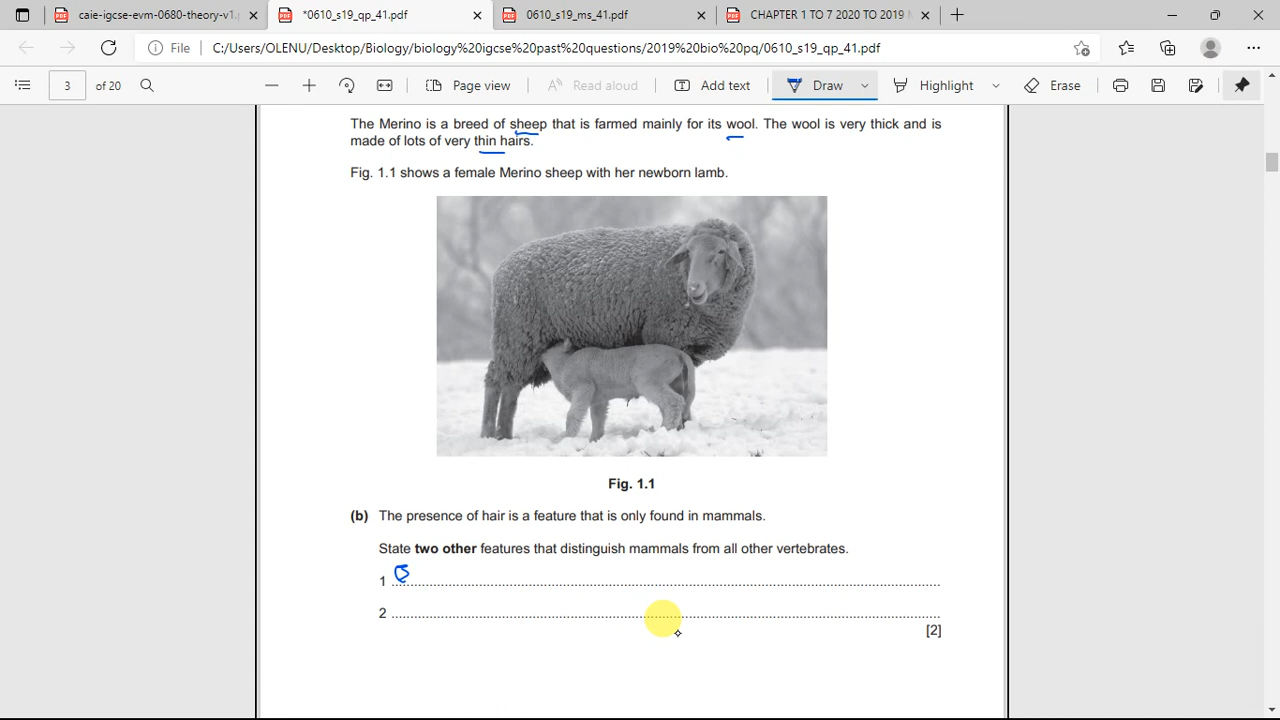 caie-igcse-evm-0680-theory-v1.p
*0610_s19_qp_41.pdf
0610_s19_ms_41.pdf
CHAPTER 1 TO 7 2020 TO 2019 M
File
C:/Users/OLENU/Desktop/Biology/biology%20igcse%20past%20questions/2019%20bio%20pq/0610_s19_qp_41.pdf
3 of 20
Page view
Read aloud
Add text
Draw
Highlight
Erase
The Merino is a breed of sheep that is farmed mainly for its wool. The wool is very thick and is
made of lots of very thin hairs.
Fig. 1.1 shows a female Merino sheep with her newborn lamb.
Fig. 1.1
(b) The presence of hair is a feature that is only found in mammals.
State two other features that distinguish mammals from all other vertebrates.
1 ........................................
2 ........................................
[2]